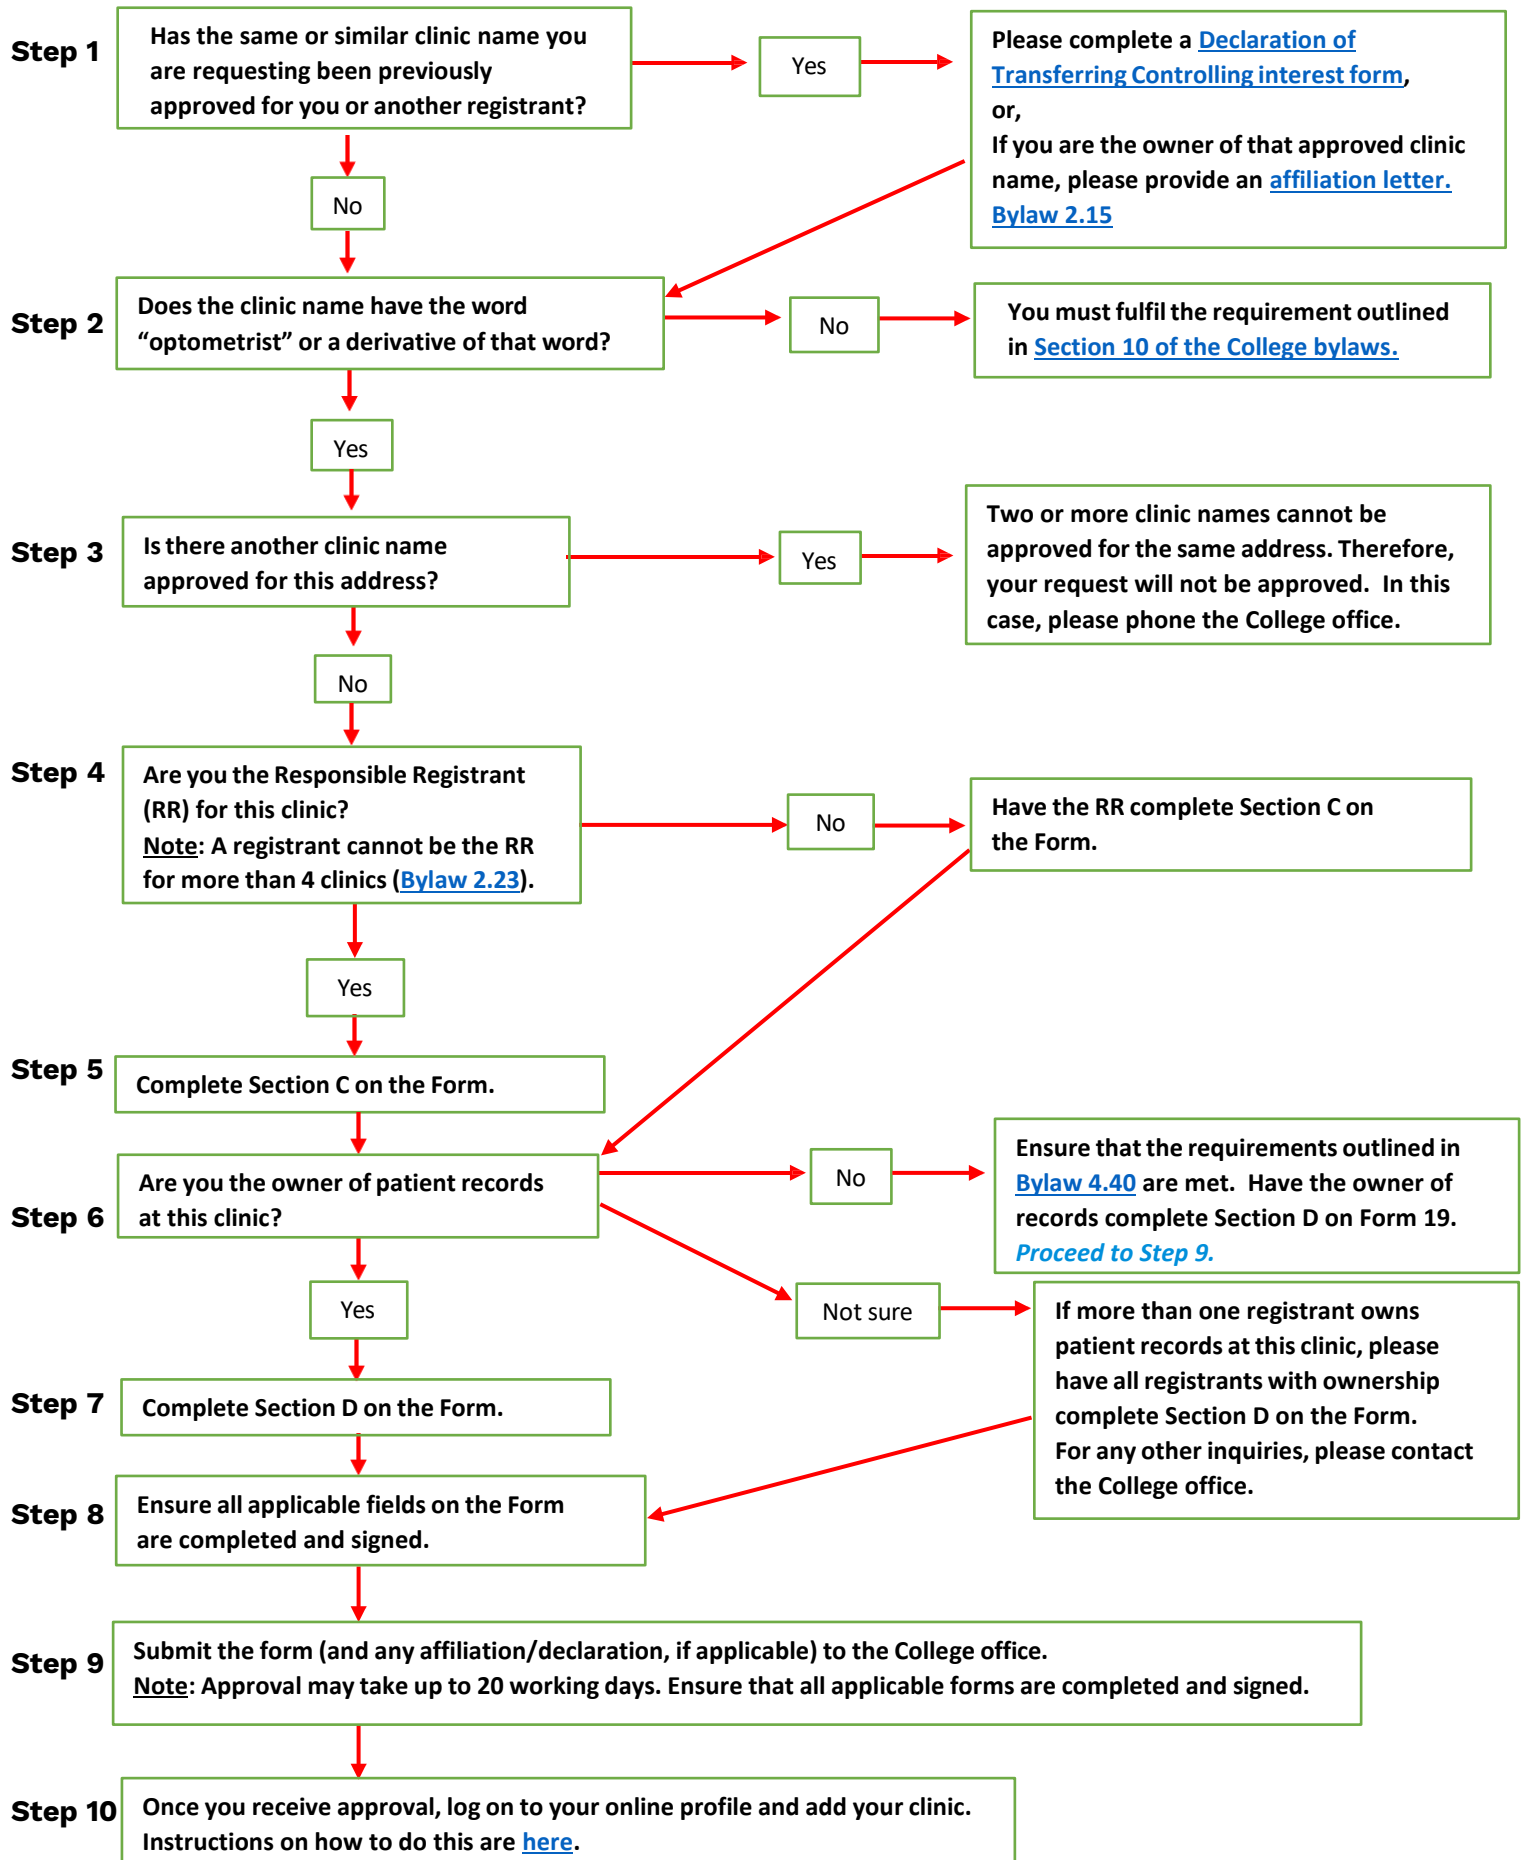 Step 1
Has the same or similar clinic name you
are requesting been previously
approved for you or another registrant?
Yes
Please complete a Declaration of
Transferring Controlling interest form,
or,
If you are the owner of that approved clinic
name, please provide an affiliation letter.
Bylaw 2.15
No
Step 2
Does the clinic name have the word
“optometrist” or a derivative of that word?
No
You must fulfil the requirement outlined
in Section 10 of the College bylaws.
Yes
Step 3
Is there another clinic name
approved for this address?
Yes
Two or more clinic names cannot be
approved for the same address. Therefore,
your request will not be approved. In this
case, please phone the College office.
No
Step 4
Are you the Responsible Registrant
(RR) for this clinic?
Note: A registrant cannot be the RR
for more than 4 clinics (Bylaw 2.23).
No
Have the RR complete Section C on
the Form.
Yes
Step 5
Complete Section C on the Form.
Step 6
Are you the owner of patient records
at this clinic?
No
Ensure that the requirements outlined in
Bylaw 4.40 are met. Have the owner of
records complete Section D on Form 19.
Proceed to Step 9.
Yes
Not sure
If more than one registrant owns
patient records at this clinic, please
have all registrants with ownership
complete Section D on the Form.
For any other inquiries, please contact
the College office.
Step 7
Complete Section D on the Form.
Step 8
Ensure all applicable fields on the Form
are completed and signed.
Step 9
Submit the form (and any affiliation/declaration, if applicable) to the College office.
Note: Approval may take up to 20 working days. Ensure that all applicable forms are completed and signed.
Step 10
Once you receive approval, log on to your online profile and add your clinic.
Instructions on how to do this are here.